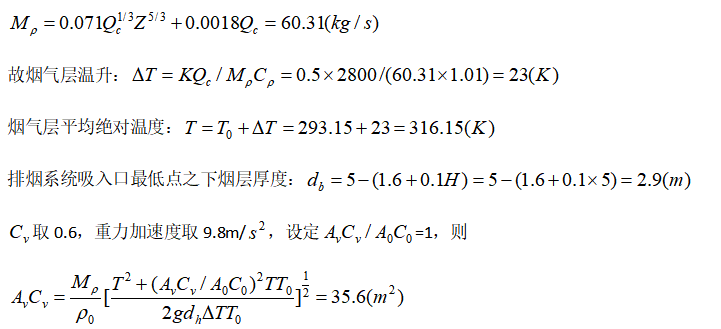 M_ρ = 0.071Q_c^{1/3}Z^{5/3} + 0.0018Q_c = 60.31(kg / s)
故烟气层温升：ΔT = KQ_c / M_ρC_ρ = 0.5×2800/(60.31×1.01) = 23(K)
烟气层平均绝对温度：T = T_0 + ΔT = 293.15 + 23 = 316.15(K)
排烟系统吸入口最低点之下烟层厚度：d_b = 5−(1.6+0.1H) = 5−(1.6+0.1×5) = 2.9(m)
C_v 取 0.6，重力加速度取 9.8m/ s^2，设定 A_vC_v / A_0C_0 =1，则
A_vC_v = \frac{M_ρ}{ρ_0}[\frac{T^2 + (A_vC_v / A_0C_0)^2TT_0}{2gd_bΔTT_0}]^{\frac{1}{2}} = 35.6(m^2)